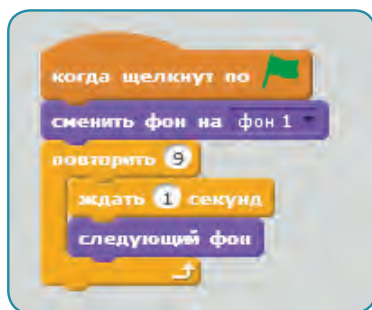 когда щелкнут по
сменить фон на фон 1
повторить 9
ждать 1 секунд
следующий фон